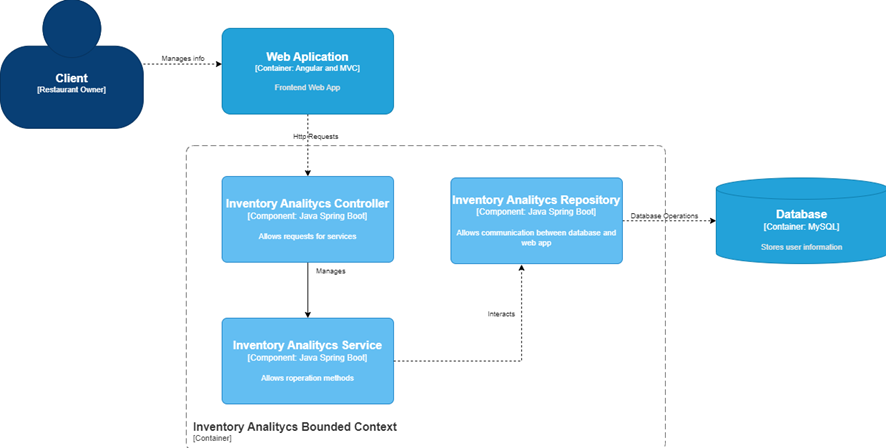 Client
[Restaurant Owner]
Manages info
Web Aplication
[Container: Angular and MVC]
Frontend Web App
Http Requests
Inventory Analitycs Controller
[Component: Java Spring Boot]
Allows requests for services
Inventory Analitycs Repository
[Component: Java Spring Boot]
Allows communication between database and
web app
Database Operations
Database
[Container: MySQL]
Stores user information
Manages
Interacts
Inventory Analitycs Service
[Component: Java Spring Boot]
Allows roperation methods
Inventory Analitycs Bounded Context
[Container]